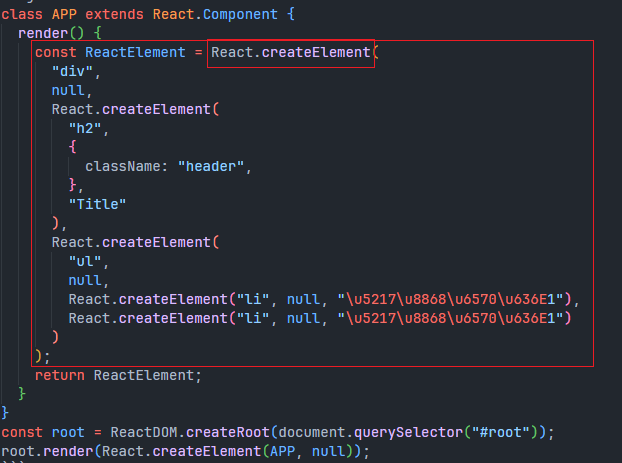 class APP extends React.Component {
render() {
const ReactElement = React.createElement(
"div",
null,
React.createElement(
"h2",
{
className: "header",
},
"Title"
),
React.createElement(
"ul",
null,
React.createElement("li", null, "\u5217\u8868\u6570\u636E1"),
React.createElement("li", null, "\u5217\u8868\u6570\u636E1")
)
);
return ReactElement;
}
}
const root = ReactDOM.createRoot(document.querySelector("#root"));
root.render(React.createElement(APP, null));